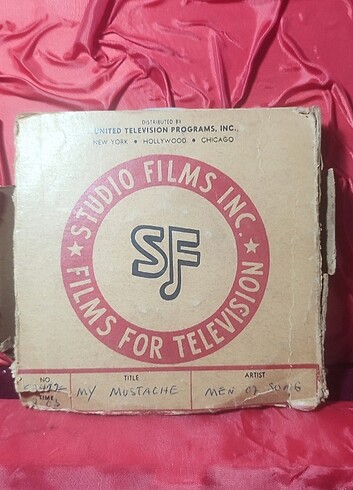 DISTRIBUTED BY
UNITED TELEVISION PROGRAMS, INC.,
NEW YORK • HOLLYWOOD • CHICAGO
★ STUDIO FILMS INC. ★
SF
FILMS FOR TELEVISION
NO. TITLE ARTIST
MY MUSTACHE MEN OF SONG
TIME